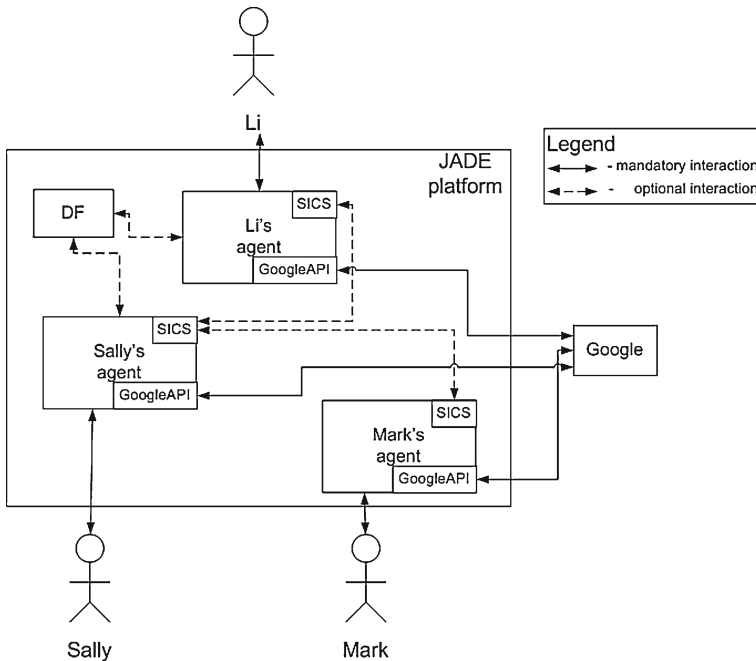 Li
JADE
platform
Legend
- mandatory interaction
- optional interaction
DF
SICS
Li's
agent
GoogleAPI
SICS
Sally's
agent
GoogleAPI
Google
SICS
Mark's
agent
GoogleAPI
Sally
Mark